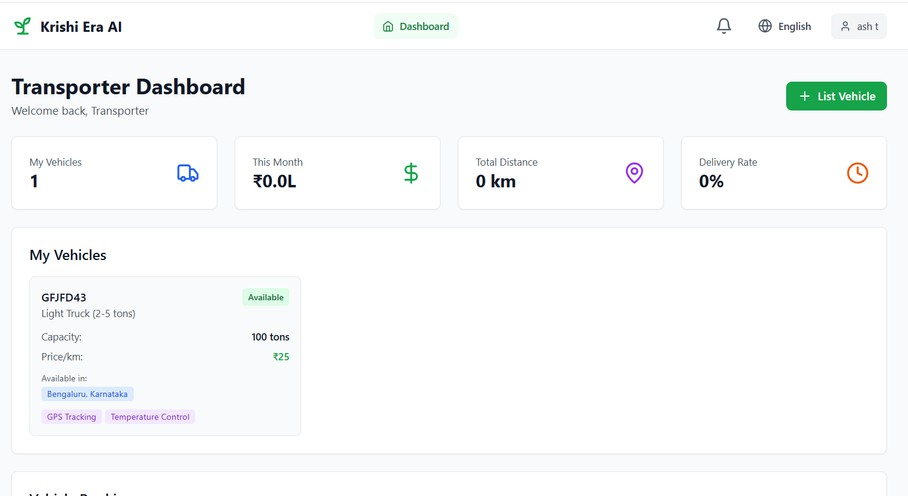 Krishi Era AI
Dashboard
English
ash t
Transporter Dashboard
Welcome back, Transporter
List Vehicle
My Vehicles
1
This Month
₹0.0L
Total Distance
0 km
Delivery Rate
0%
My Vehicles
GFJFD43
Available
Light Truck (2-5 tons)
Capacity:
100 tons
Price/km:
₹25
Available in:
Bengaluru, Karnataka
GPS Tracking
Temperature Control